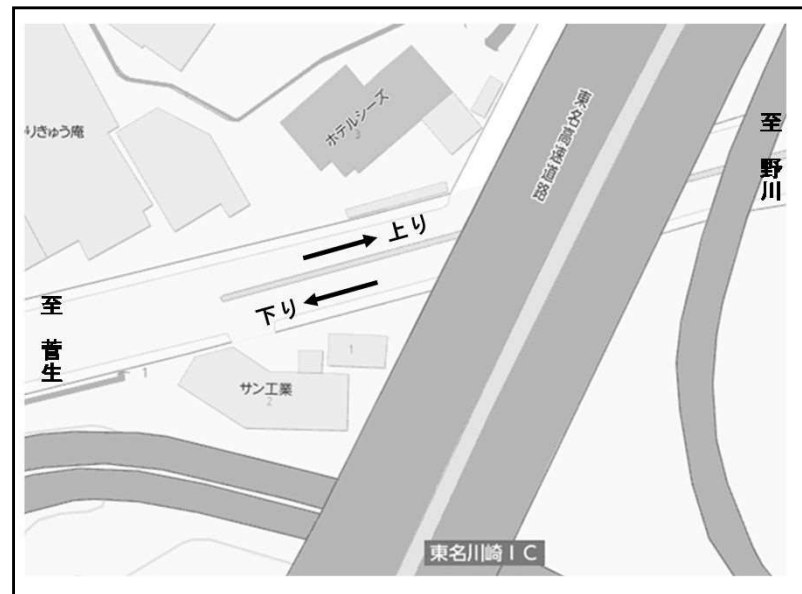 りきゅう庵
ホテルシーズ
3
東名高速道路
至 野川
上り
下り
至 菅生
1
1
サン工業
2
東名川崎IC